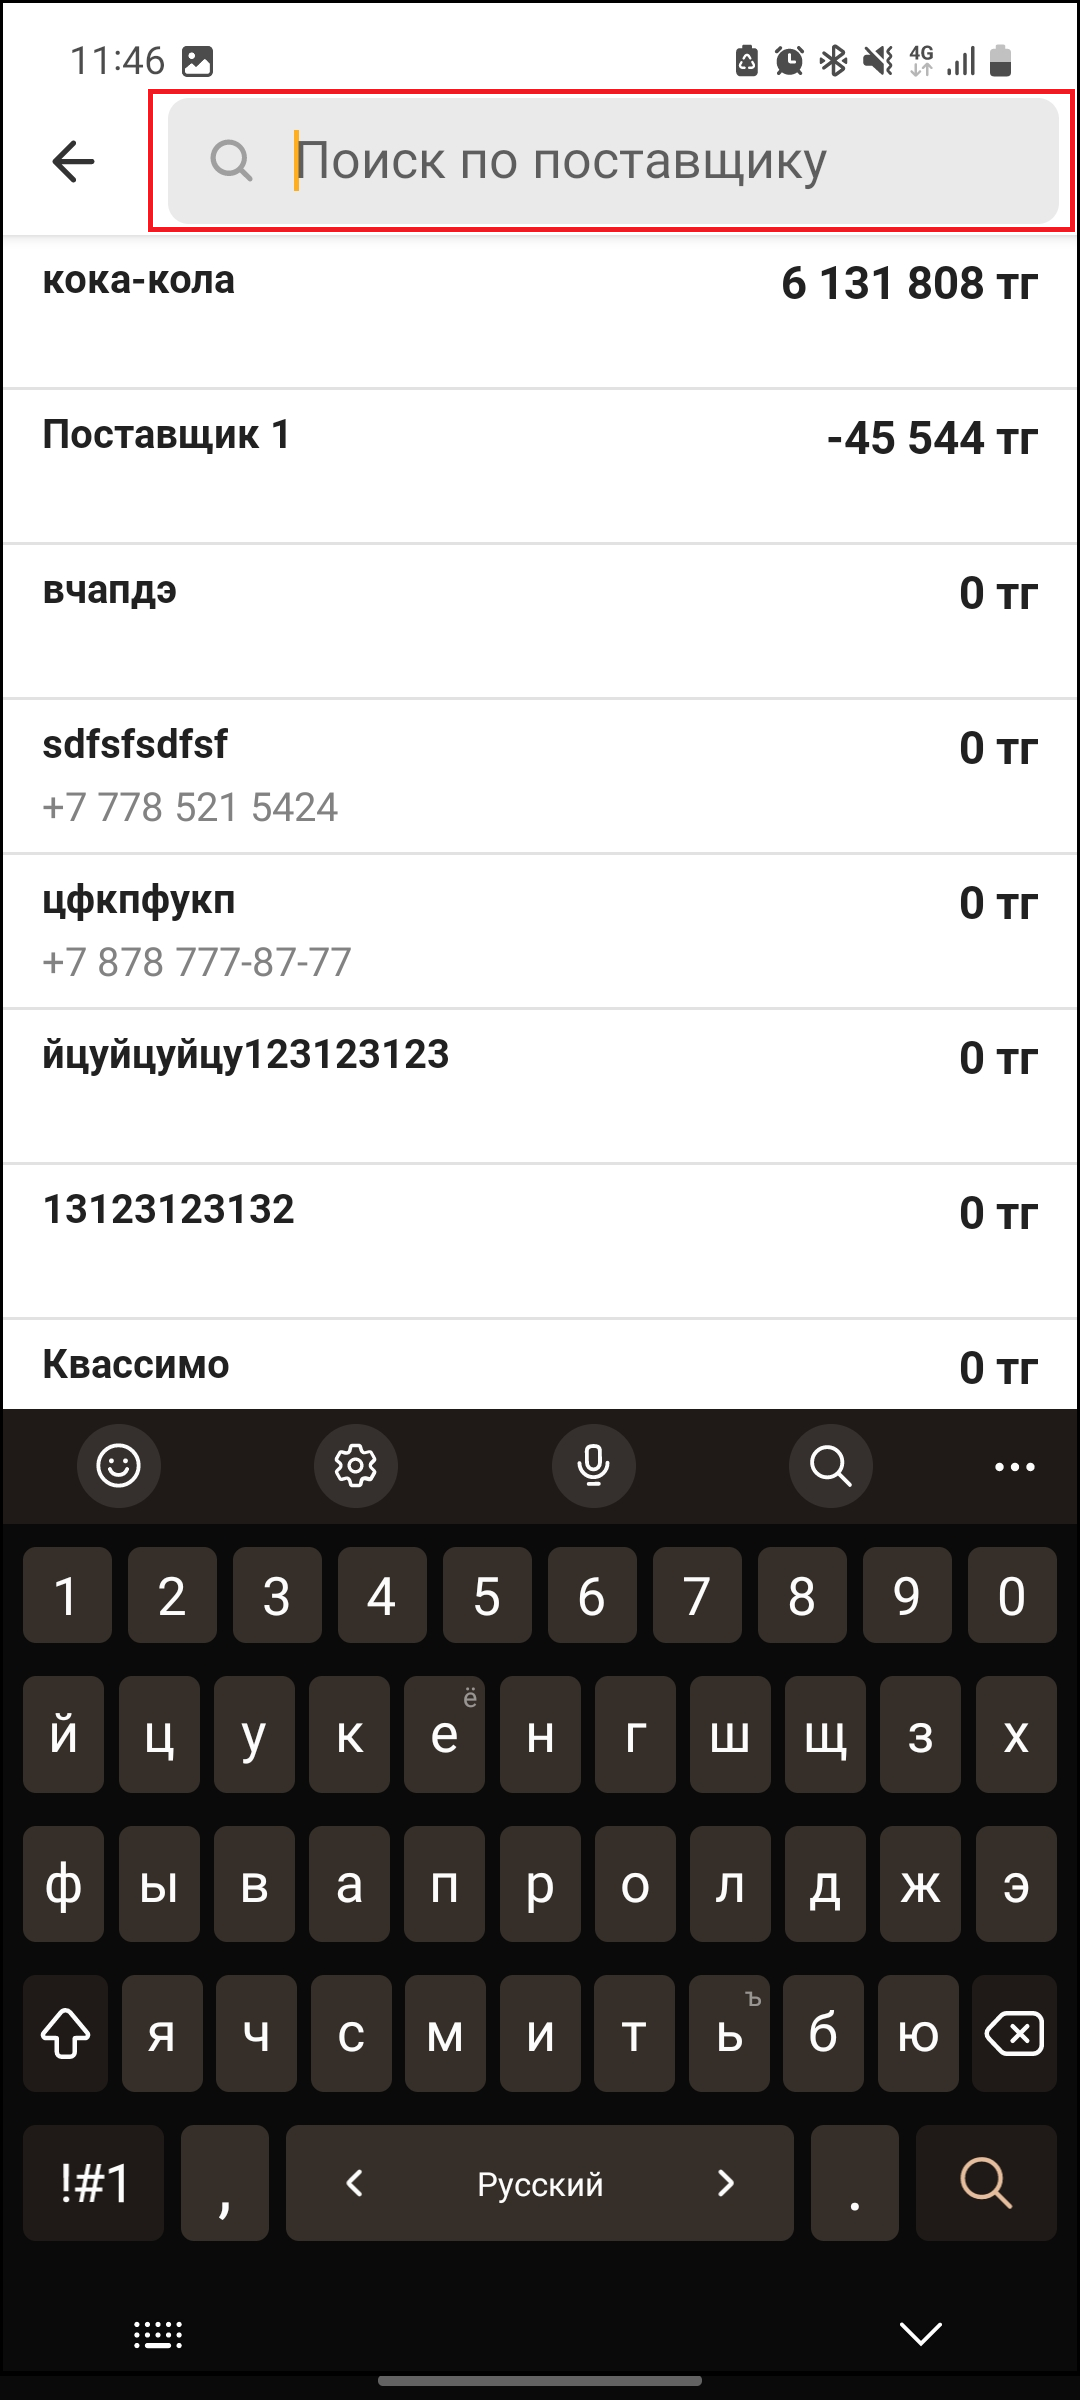 11:46
4G
Поиск по поставщику
кока-кола 6 131 808 тг
Поставщик 1 -45 544 тг
вчапдэ 0 тг
sdfsfsdfsf 0 тг
+7 778 521 5424
цфкпфукп 0 тг
+7 878 777-87-77
йцуйцуйцу123123123 0 тг
13123123132 0 тг
Квассимо 0 тг
1 2 3 4 5 6 7 8 9 0
й ц у к е ё н г ш щ з х
ф ы в а п р о л д ж э
я ч с м и т ь ъ б ю
!#1 , Русский .